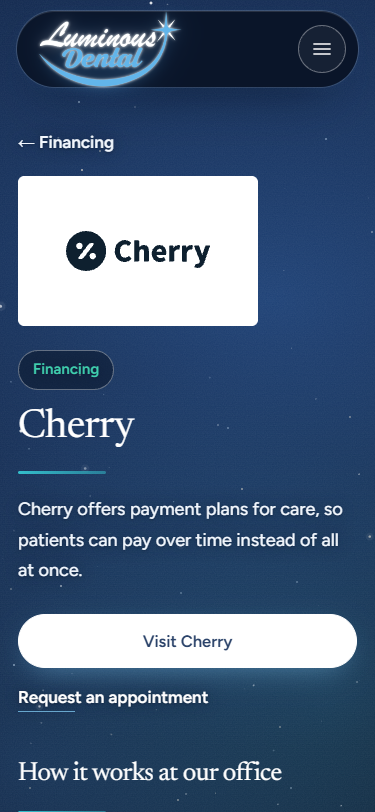 Luminous
Dental
← Financing
Cherry
Financing
Cherry
Cherry offers payment plans for care, so
patients can pay over time instead of all
at once.
Visit Cherry
Request an appointment
How it works at our office